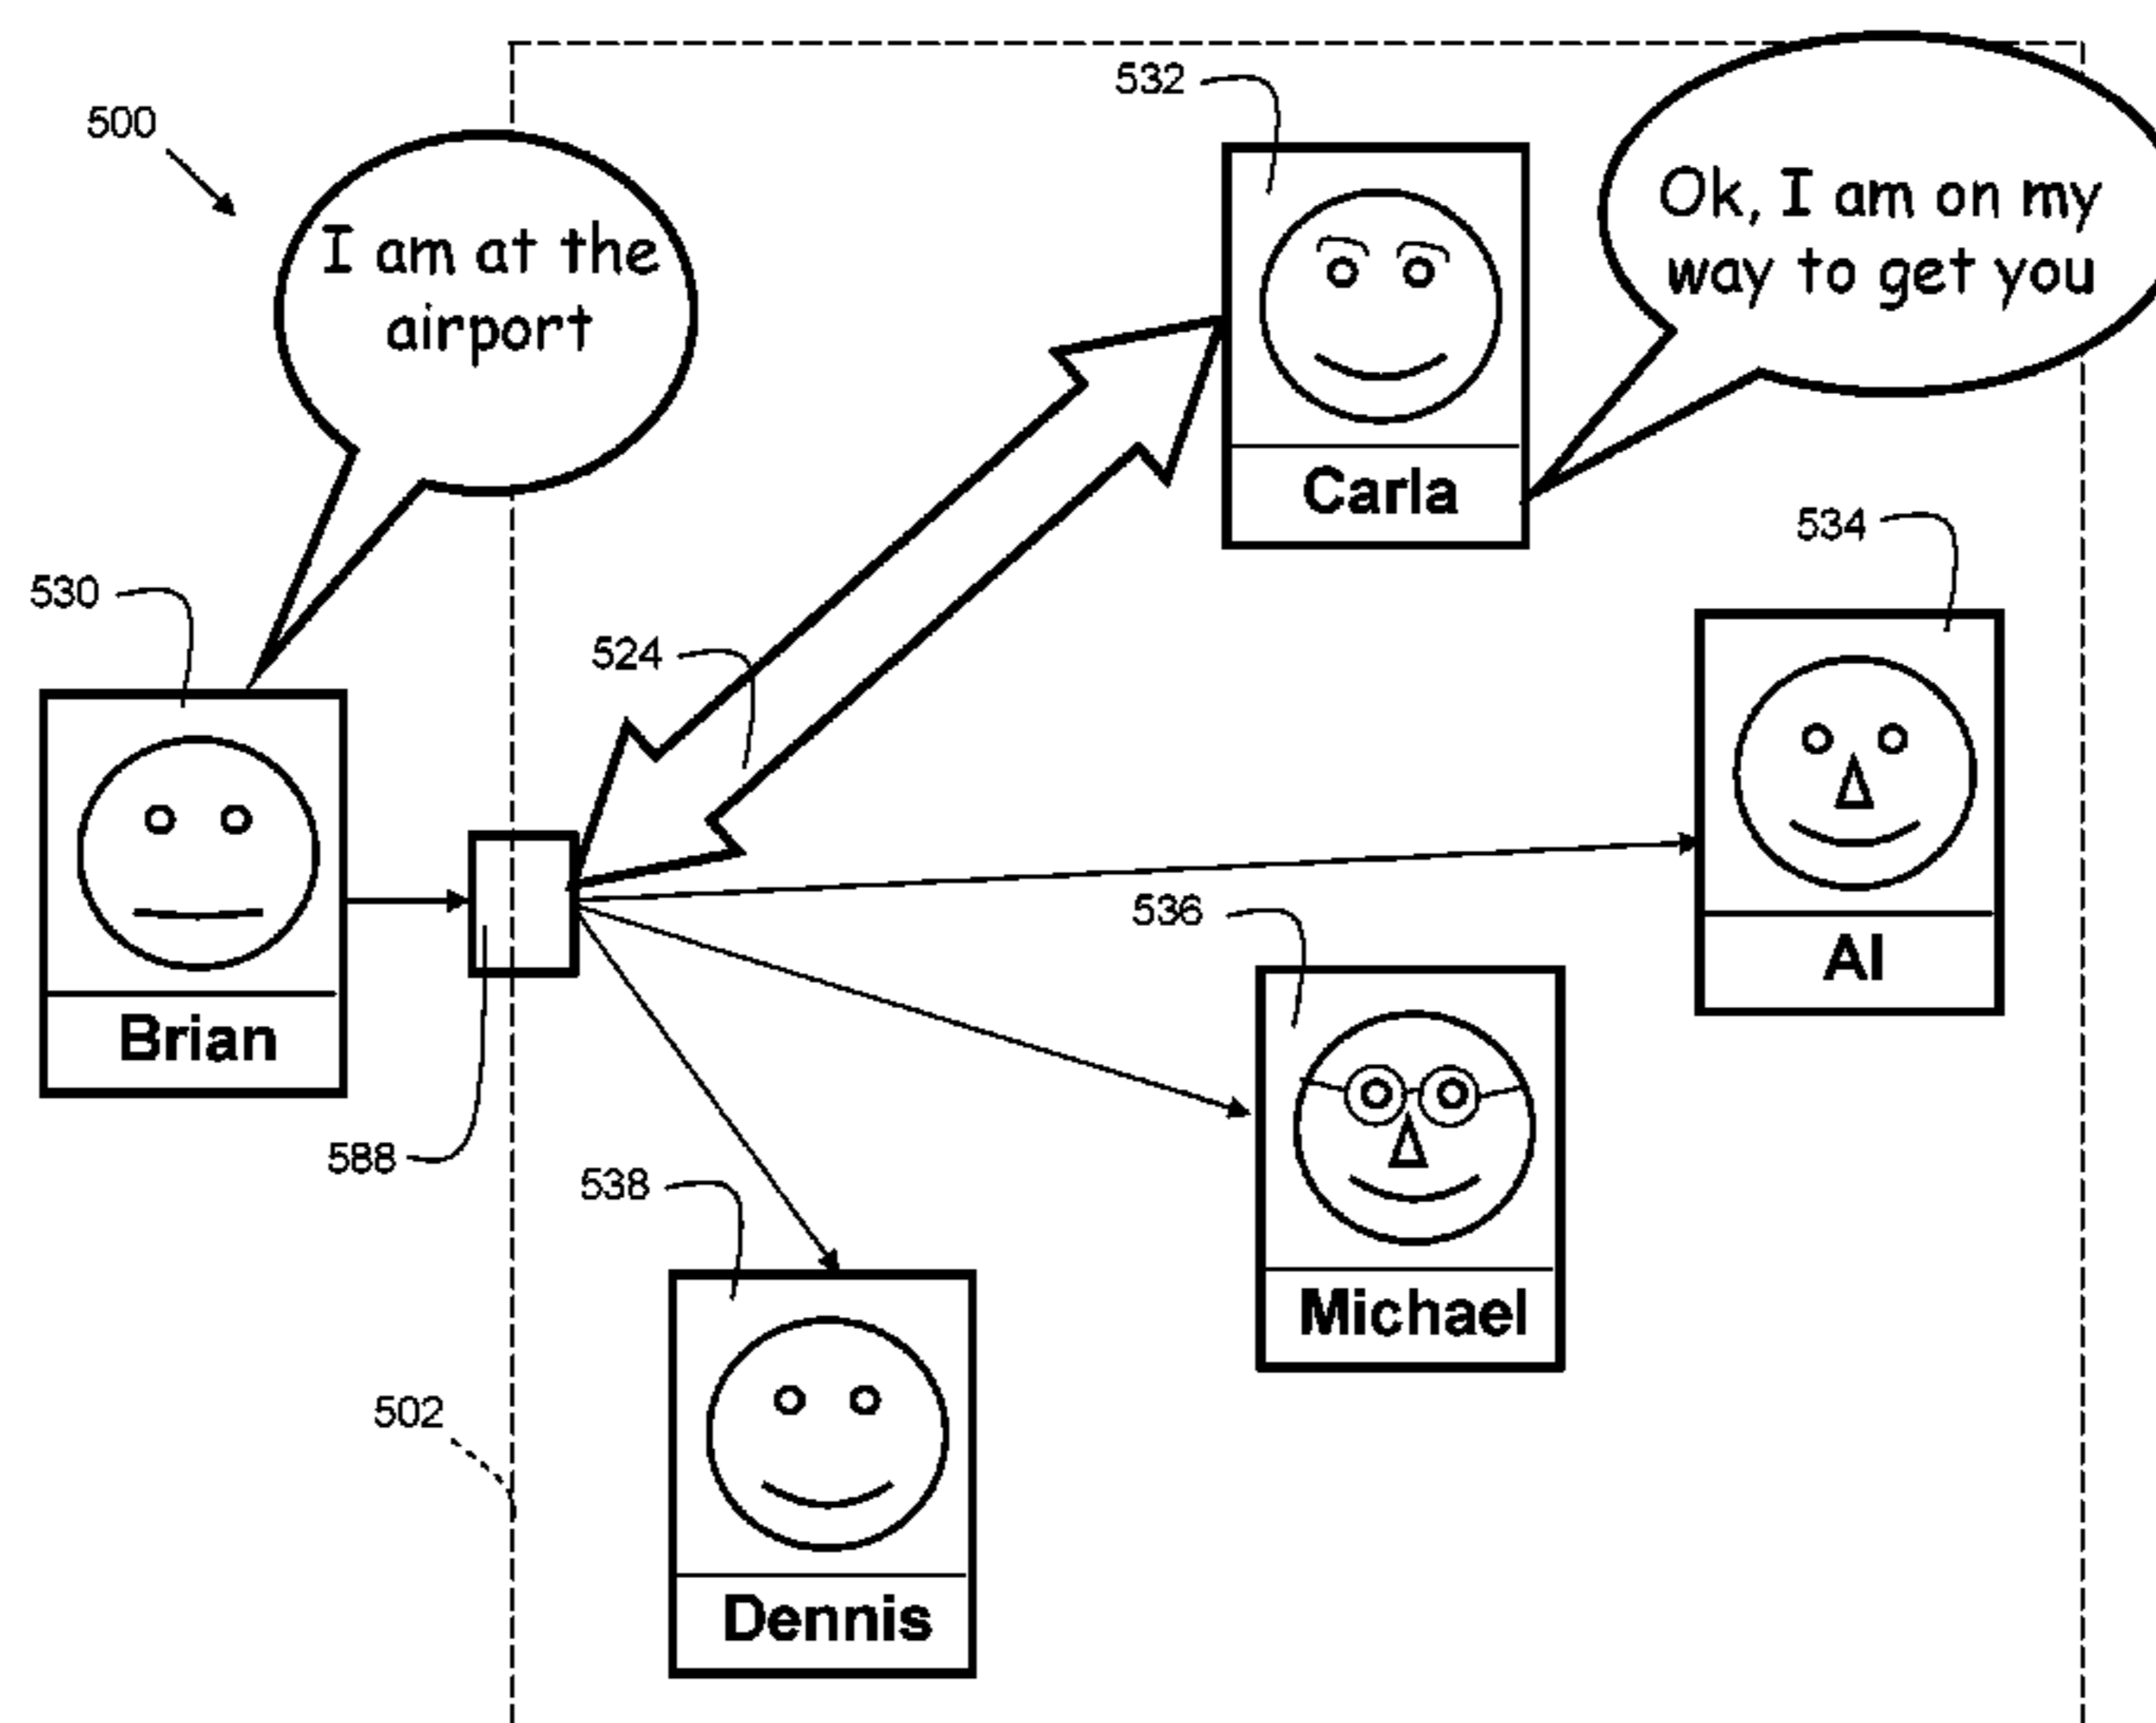 532
500
I am at the
airport
Ok, I am on my
way to get you
Carla
534
530
524
536
Al
Brian
588
538
Michael
502
Dennis